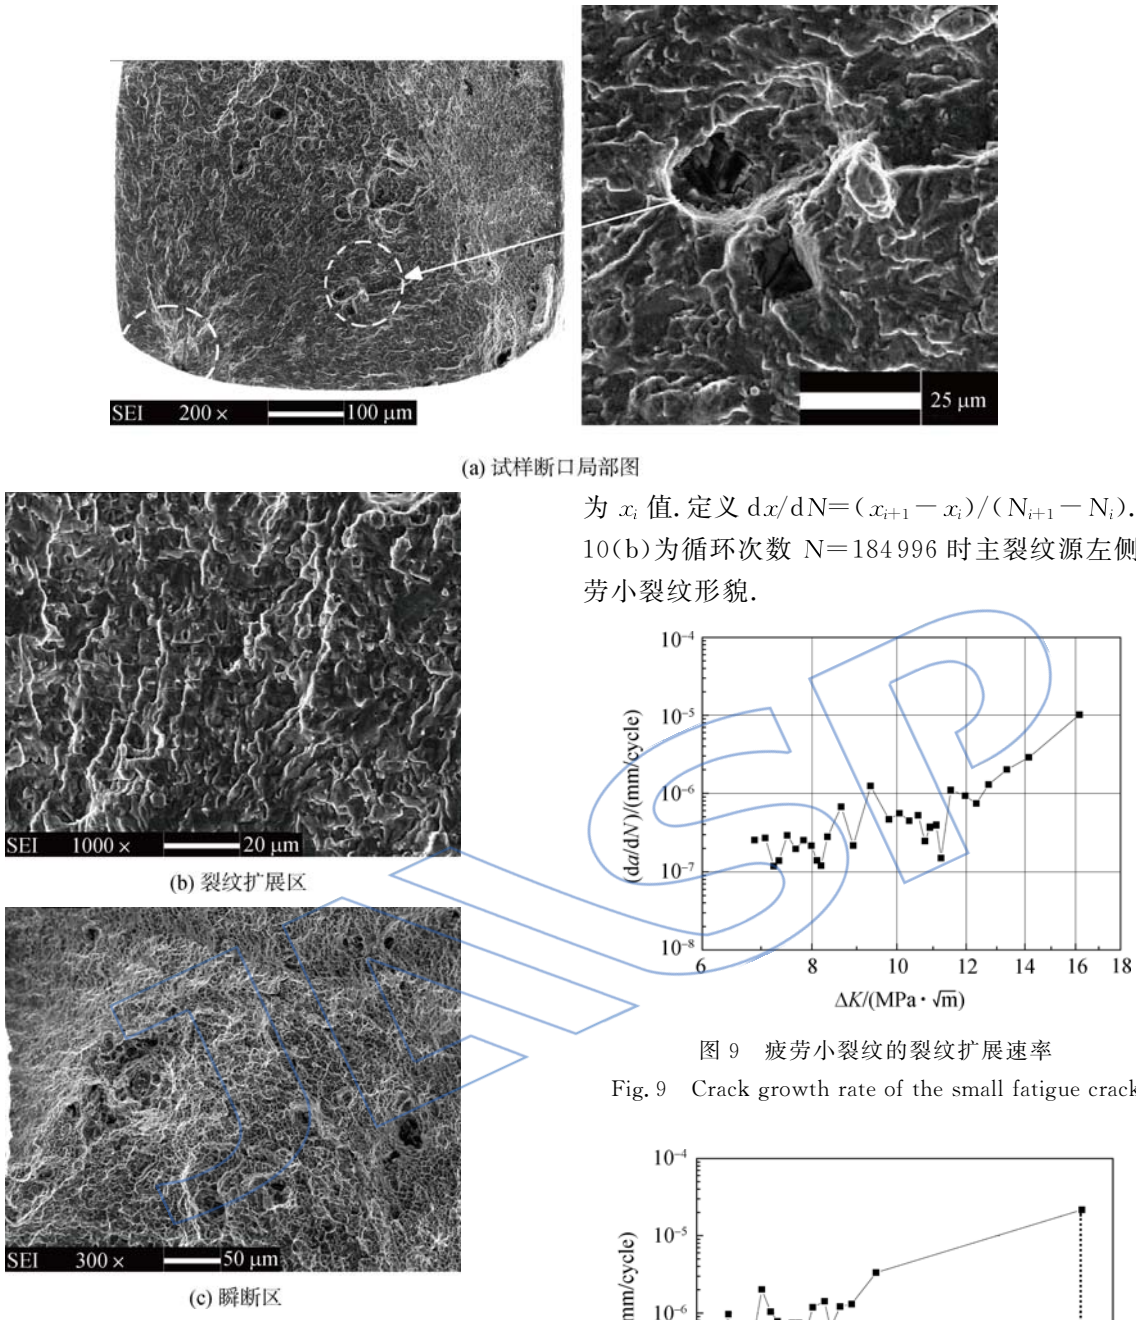 SEI 200 × 100 μm
25 μm
(a) 试样断口局部图
SEI 1000 × 20 μm
(b) 裂纹扩展区
SEI 300 × 50 μm
(c) 瞬断区
为 xᵢ 值.定义 dx/dN=(xᵢ₊₁−xᵢ)/(Nᵢ₊₁−Nᵢ).
10(b)为循环次数 N=184996 时主裂纹源左侧
劳小裂纹形貌.
10⁻⁴
10⁻⁵
10⁻⁶
10⁻⁷
10⁻⁸
(da/dN)/(mm/cycle)
6 8 10 12 14 16 18
ΔK/(MPa·√m)
图 9 疲劳小裂纹的裂纹扩展速率
Fig. 9 Crack growth rate of the small fatigue crack
10⁻⁴
10⁻⁵
10⁻⁶
mm/cycle)
JUSP